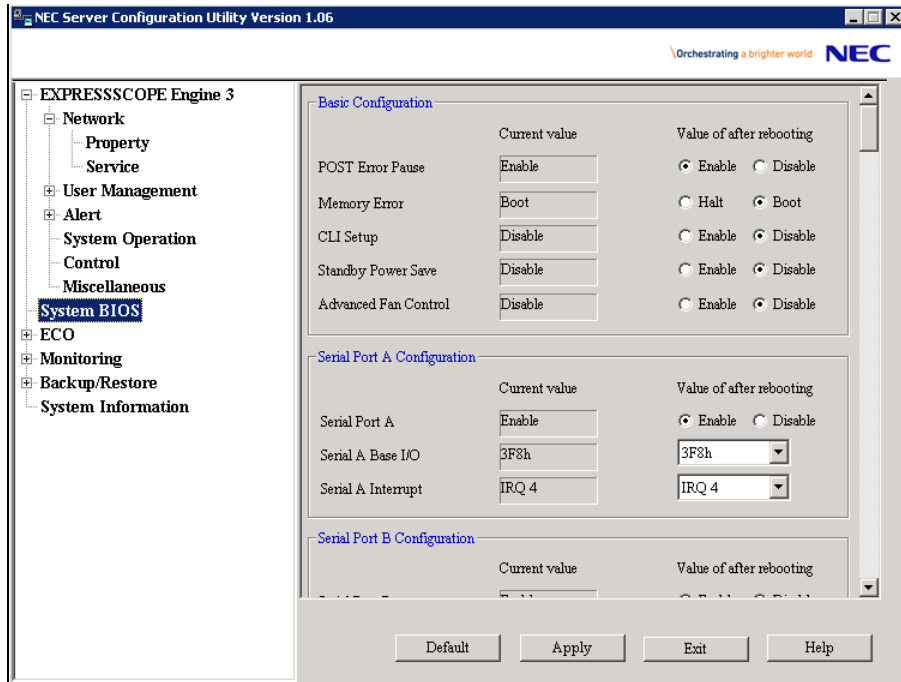 NEC Server Configuration Utility Version 1.06
\Orchestrating a brighter world NEC
EXPRESSSCOPE Engine 3
Network
Property
Service
User Management
Alert
System Operation
Control
Miscellaneous
System BIOS
ECO
Monitoring
Backup/Restore
System Information
Basic Configuration
Current value Value of after rebooting
POST Error Pause Enable Enable Disable
Memory Error Boot Halt Boot
CLI Setup Disable Enable Disable
Standby Power Save Disable Enable Disable
Advanced Fan Control Disable Enable Disable
Serial Port A Configuration
Current value Value of after rebooting
Serial Port A Enable Enable Disable
Serial A Base I/O 3F8h 3F8h
Serial A Interrupt IRQ 4 IRQ 4
Serial Port B Configuration
Current value Value of after rebooting
Default Apply Exit Help